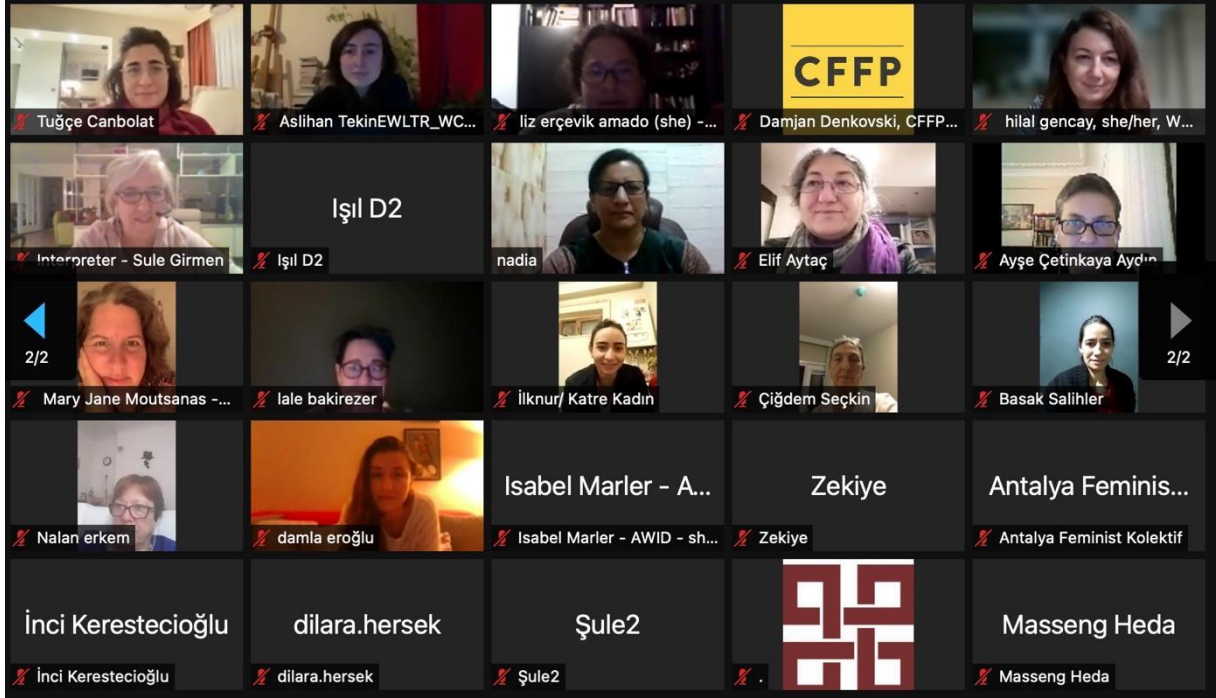 Tuğçe Canbolat
Aslihan TekinEWLTR_WC...
liz erçevik amado (she) -...
CFFP
Damjan Denkovski, CFFP...
hilal gencay, she/her, W...
Interpreter - Sule Girmen
Işıl D2
Işıl D2
nadia
Elif Aytaç
Ayşe Çetinkaya Aydın
2/2
Mary Jane Moutsanas -...
lale bakirezer
İlknur/ Katre Kadın
Çiğdem Seçkin
Basak Salihler
2/2
Nalan erkem
damla eroğlu
Isabel Marler - A...
Isabel Marler - AWID - sh...
Zekiye
Zekiye
Antalya Feminis...
Antalya Feminist Kolektif
İnci Kerestecioğlu
İnci Kerestecioğlu
dilara.hersek
dilara.hersek
Şule2
Şule2
.
Masseng Heda
Masseng Heda